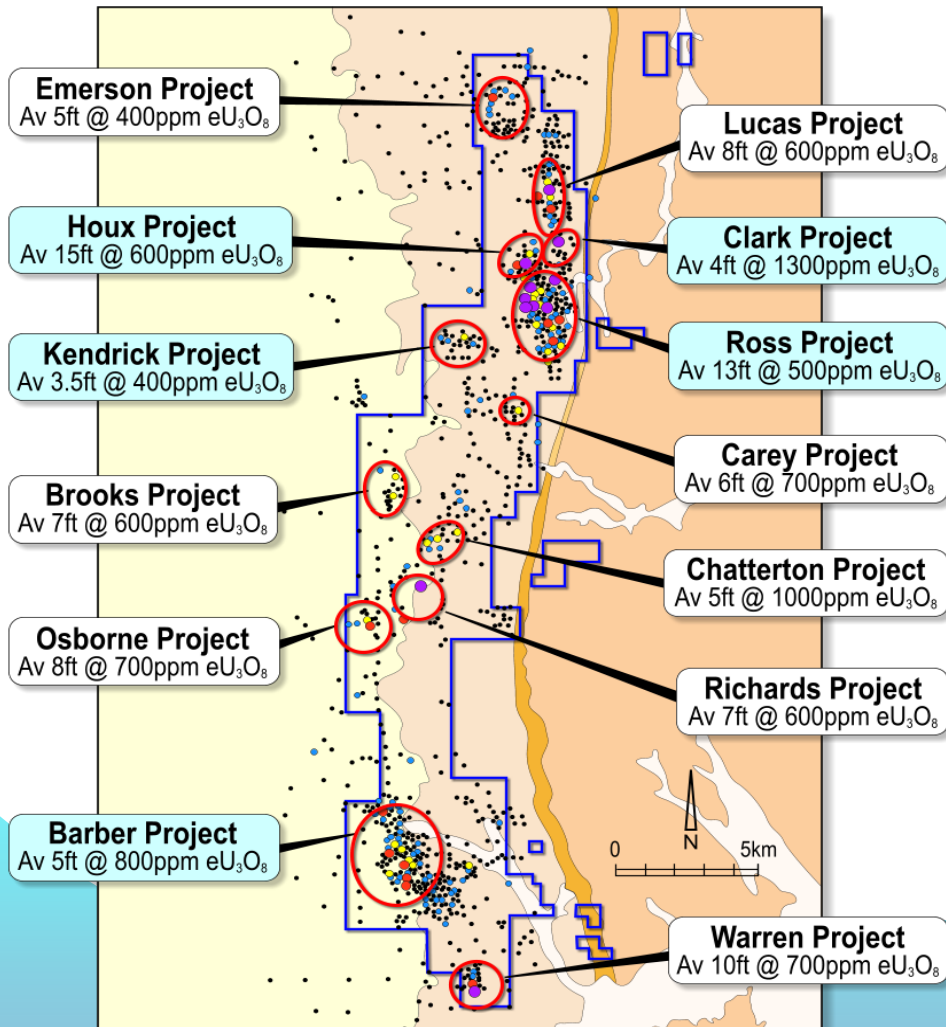 Emerson Project
Av 5ft @ 400ppm eU₃O₈
Lucas Project
Av 8ft @ 600ppm eU₃O₈
Houx Project
Av 15ft @ 600ppm eU₃O₈
Clark Project
Av 4ft @ 1300ppm eU₃O₈
Kendrick Project
Av 3.5ft @ 400ppm eU₃O₈
Ross Project
Av 13ft @ 500ppm eU₃O₈
Carey Project
Av 6ft @ 700ppm eU₃O₈
Brooks Project
Av 7ft @ 600ppm eU₃O₈
Chatterton Project
Av 5ft @ 1000ppm eU₃O₈
Osborne Project
Av 8ft @ 700ppm eU₃O₈
Richards Project
Av 7ft @ 600ppm eU₃O₈
Barber Project
Av 5ft @ 800ppm eU₃O₈
N
0 5km
Warren Project
Av 10ft @ 700ppm eU₃O₈